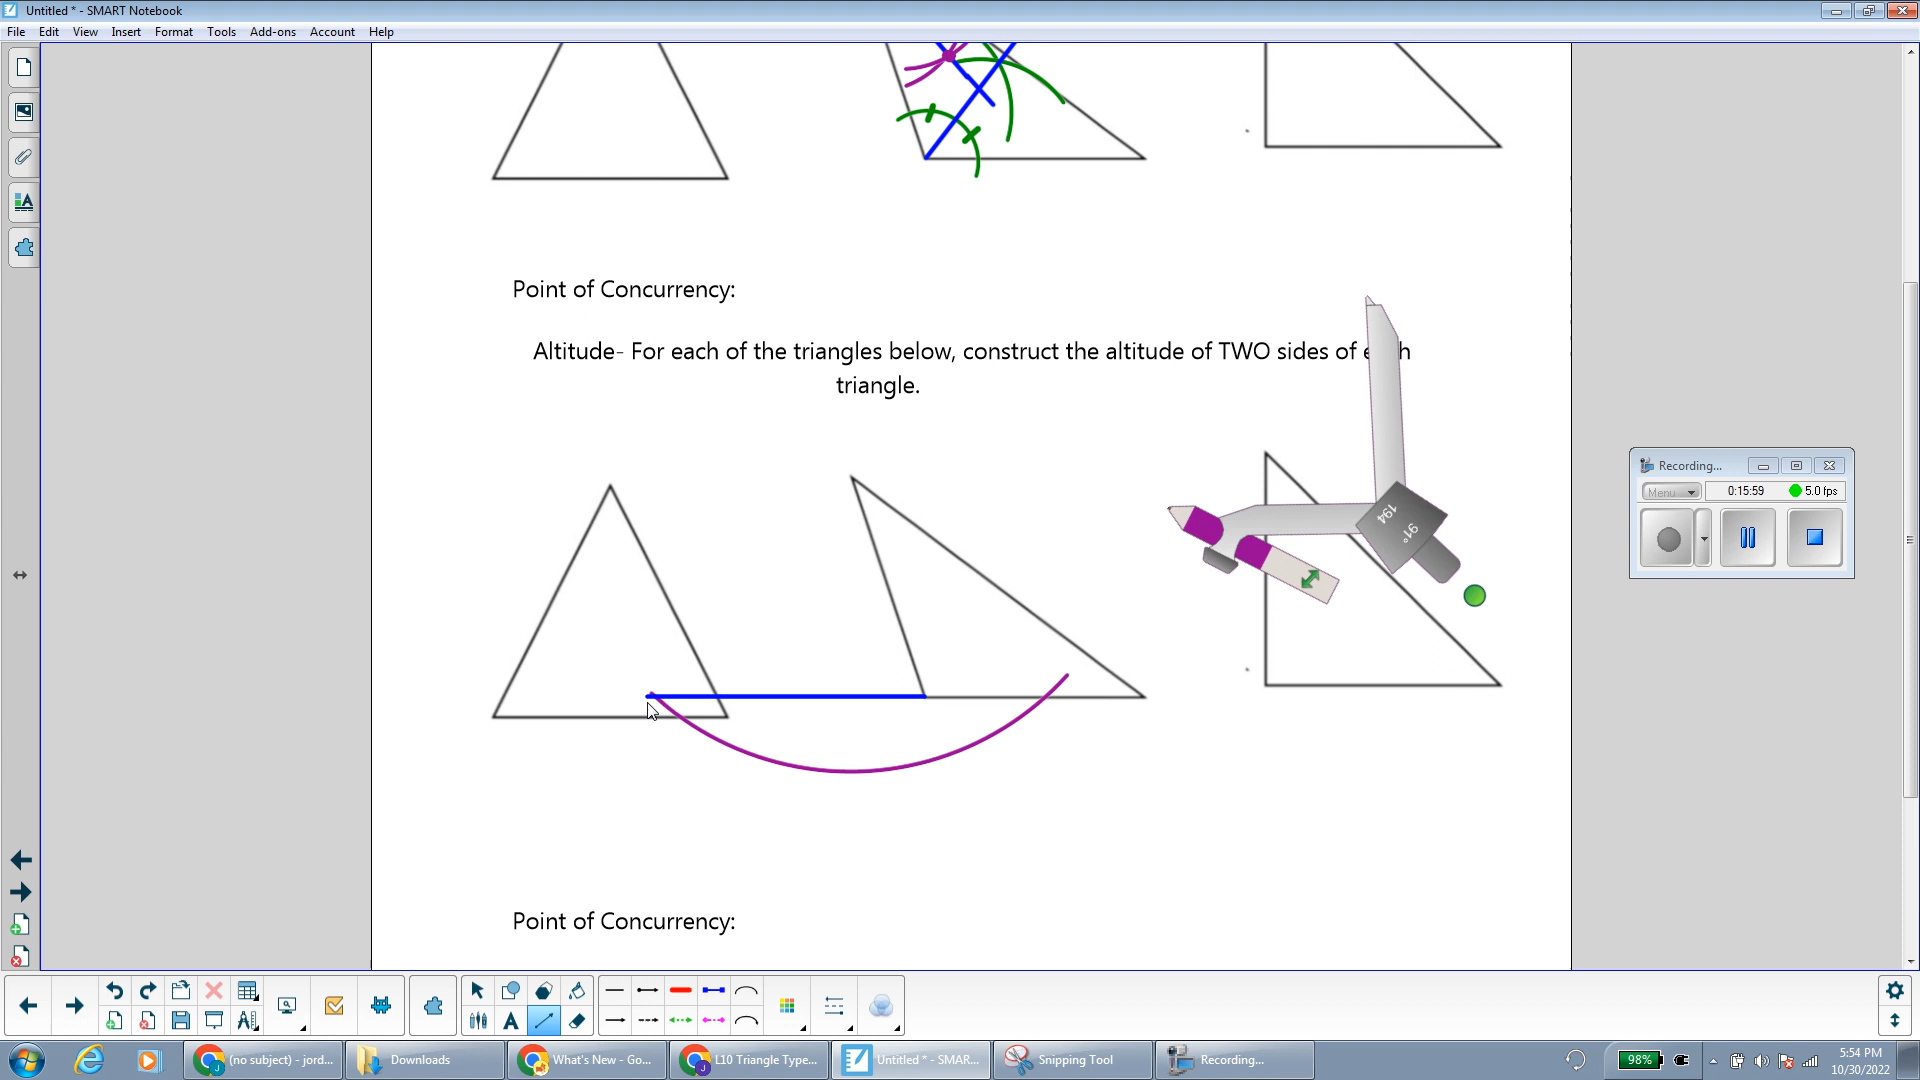 Untitled * - SMART Notebook
File Edit View Insert Format Tools Add-ons Account Help
Point of Concurrency:
Altitude- For each of the triangles below, construct the altitude of TWO sides of e h
triangle.
194
91°
Recording...
Menu
0:15:59
5.0 fps
Point of Concurrency:
A
(no subject) - jord...
Downloads
What's New - Go...
L10 Triangle Type...
Untitled * - SMAR...
Snipping Tool
Recording...
98%
5:54 PM
10/30/2022